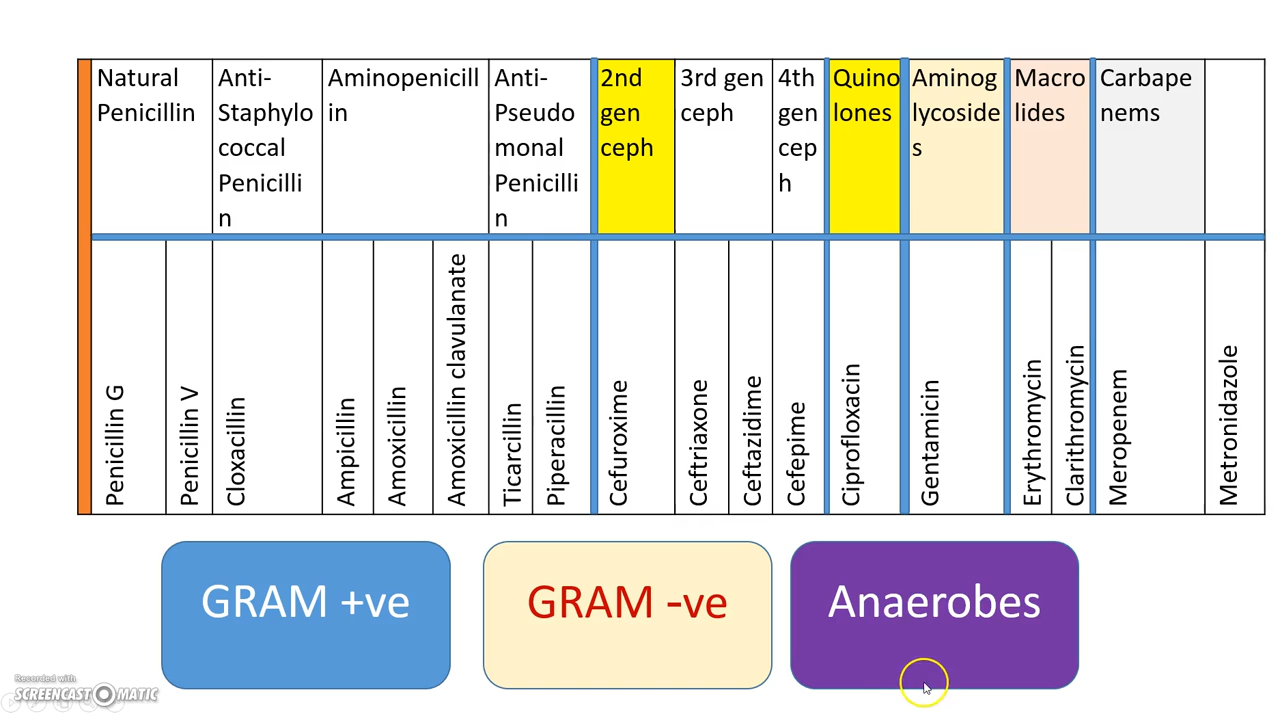 Natural
Penicillin
Anti-
Staphylo
coccal
Penicilli
n
Aminopenicill
in
Anti-
Pseudo
monal
Penicilli
n
2nd
gen
ceph
3rd gen
ceph
4th
gen
cep
h
Quino
lones
Aminog
lycoside
s
Macro
lides
Carbape
nems
Penicillin G
Penicillin V
Cloxacillin
Ampicillin
Amoxicillin
Amoxicillin clavulanate
Ticarcillin
Piperacillin
Cefuroxime
Ceftriaxone
Ceftazidime
Cefepime
Ciprofloxacin
Gentamicin
Erythromycin
Clarithromycin
Meropenem
Metronidazole
GRAM +ve
GRAM -ve
Anaerobes
Recorded with
SCREENCAST-O-MATIC